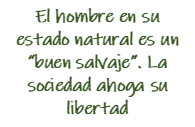 El hombre en su
estado natural es un
"buen salvaje". La
sociedad ahoga su
libertad